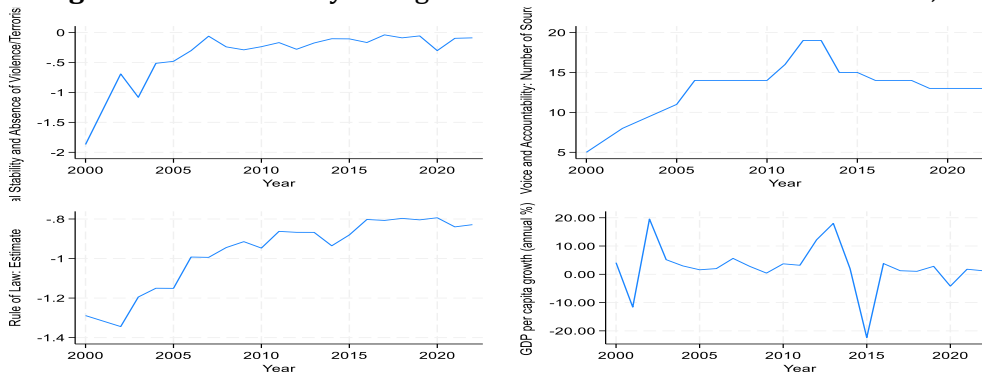 al Stability and Absence of Violence/Terroris
0
-.5
-1
-1.5
-2
2000 2005 2010 2015 2020
Year
Voice and Accountability: Number of Sour
20
15
10
5
2000 2005 2010 2015 2020
Year
Rule of Law: Estimate
-.8
-1
-1.2
-1.4
2000 2005 2010 2015 2020
Year
GDP per capita growth (annual %)
20.00
10.00
0.00
-10.00
-20.00
2000 2005 2010 2015 2020
Year